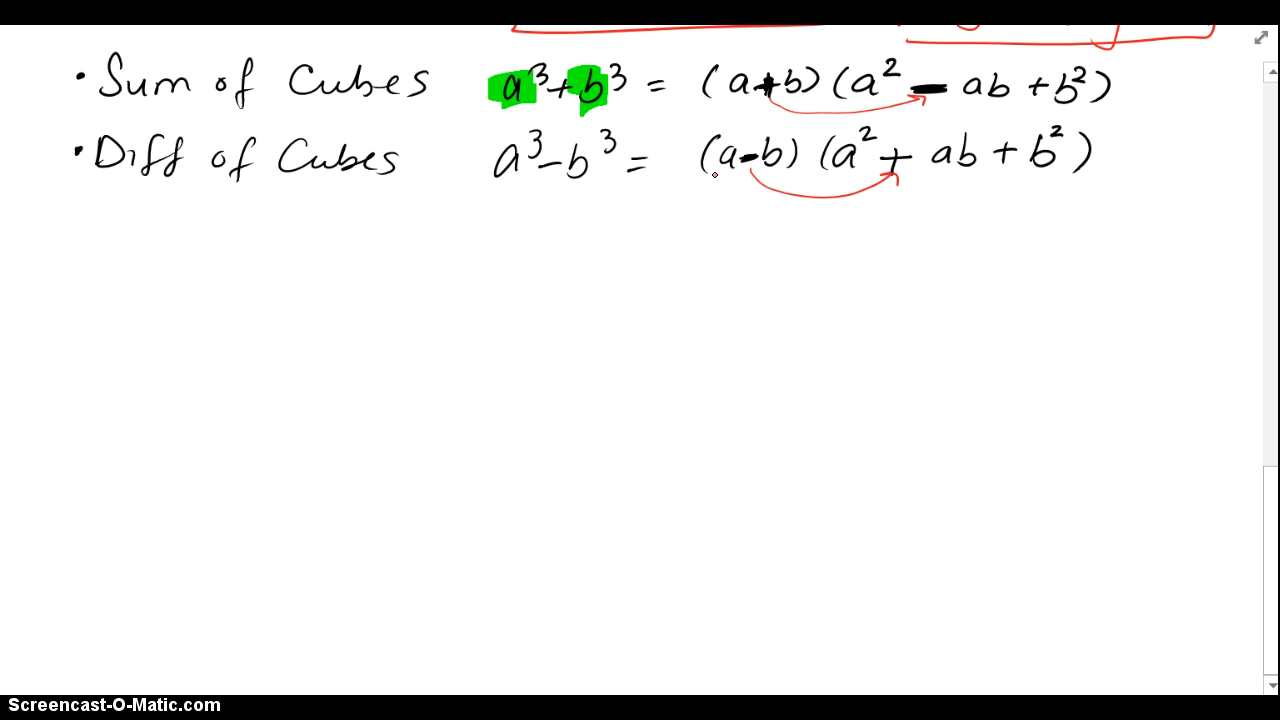 · Sum of Cubes a³+b³ = (a+b)(a² - ab + b²)
· Diff of Cubes a³-b³ = (a-b)(a² + ab + b²)
Screencast-O-Matic.com